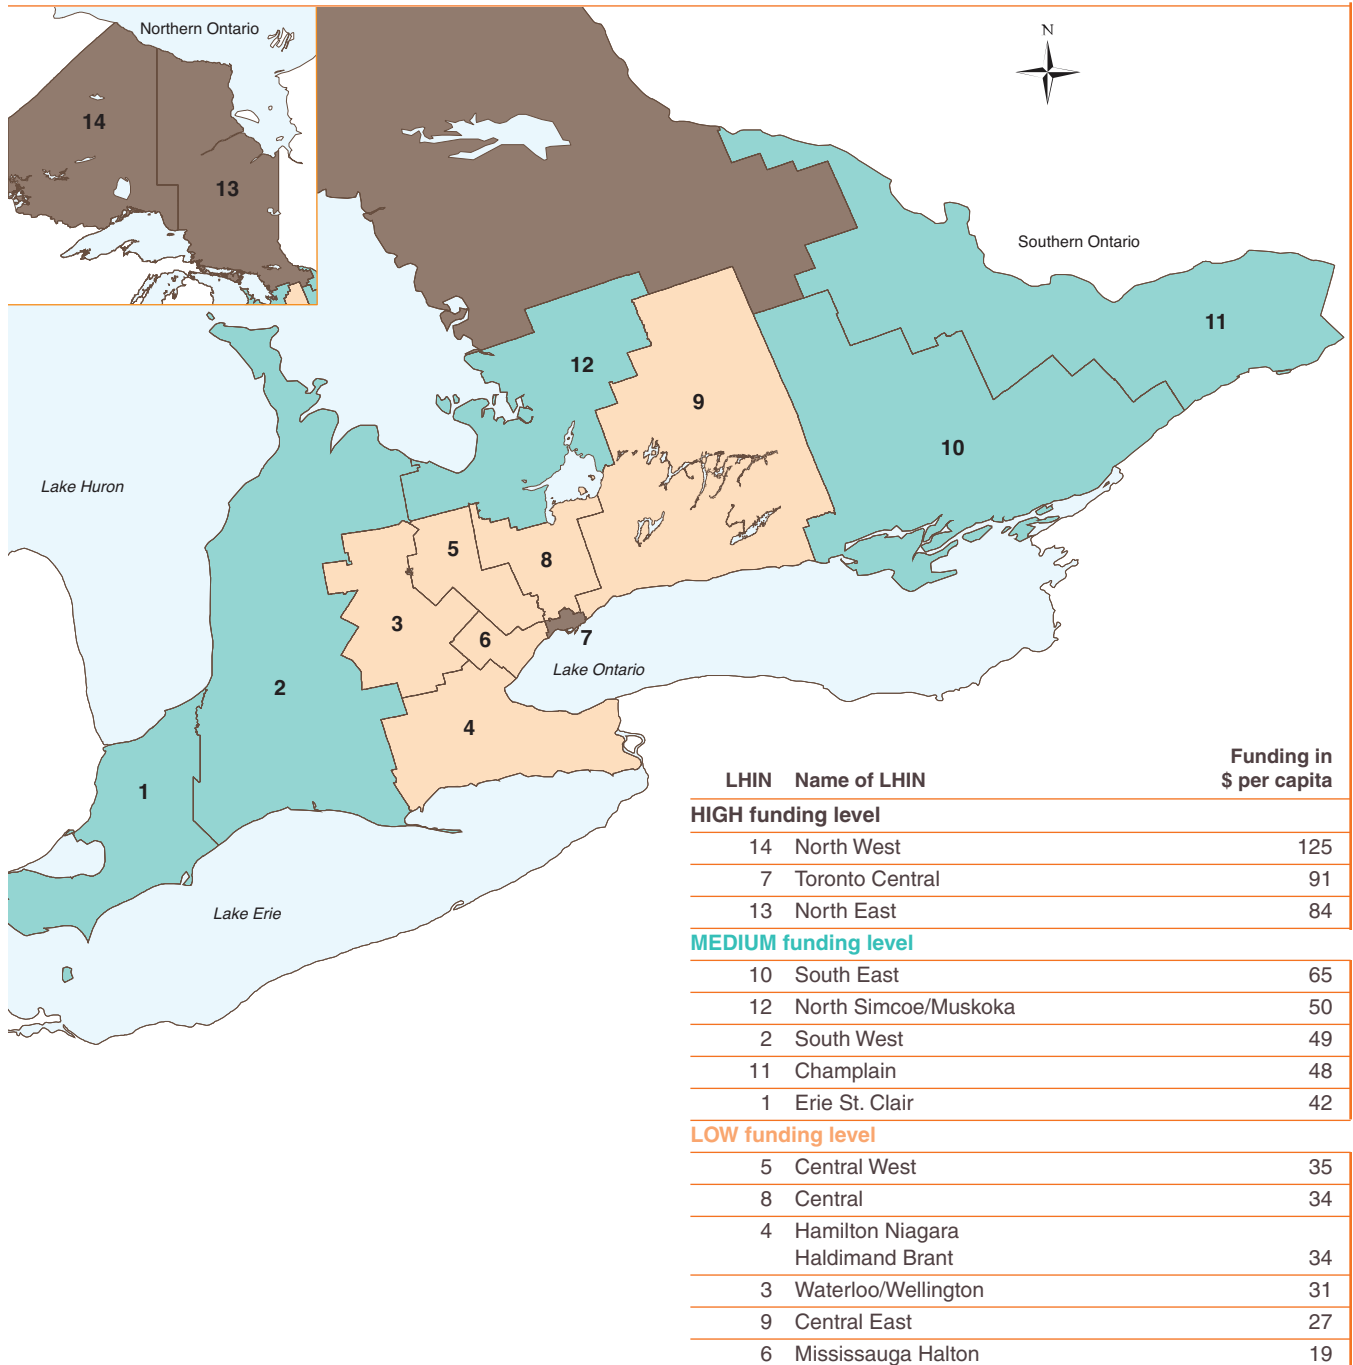 Northern Ontario
N
14
13
Southern Ontario
11
12
9
10
Lake Huron
5
8
3
6
7
Lake Ontario
2
4
1
Lake Erie
Funding in
LHIN Name of LHIN $ per capita
HIGH funding level
14 North West 125
7 Toronto Central 91
13 North East 84
MEDIUM funding level
10 South East 65
12 North Simcoe/Muskoka 50
2 South West 49
11 Champlain 48
1 Erie St. Clair 42
LOW funding level
5 Central West 35
8 Central 34
4 Hamilton Niagara
Haldimand Brant 34
3 Waterloo/Wellington 31
9 Central East 27
6 Mississauga Halton 19